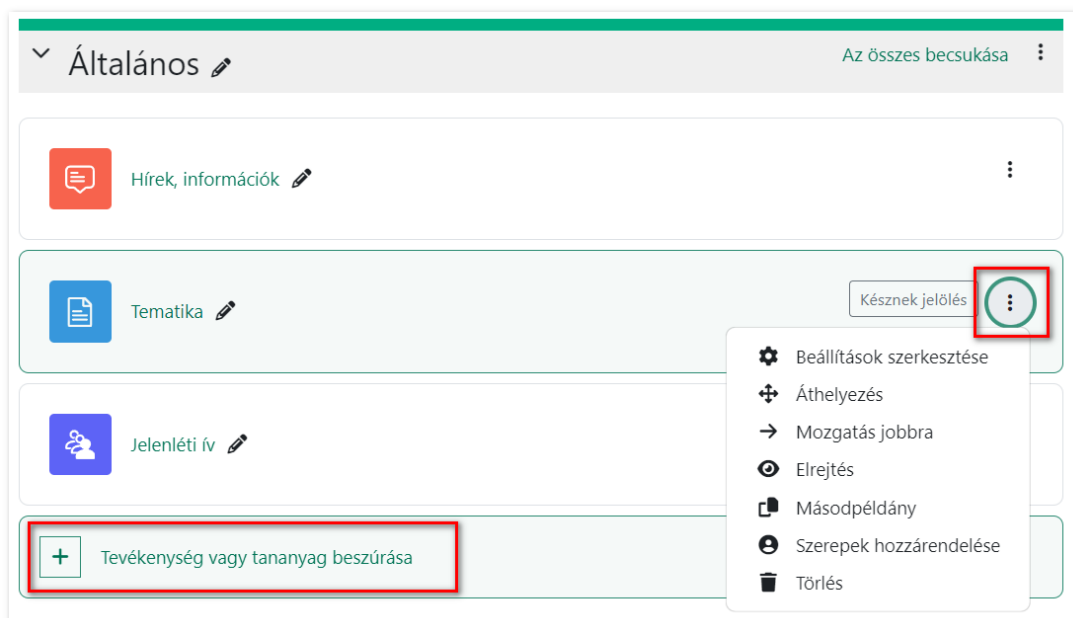 Általános
Az összes becsukása
Hírek, információk
Tematika
Késznek jelölés
Beállítások szerkesztése
Áthelyezés
Mozgatás jobbra
Elrejtés
Másodpéldány
Szerepek hozzárendelése
Törlés
Jelenléti ív
Tevékenység vagy tananyag beszúrása